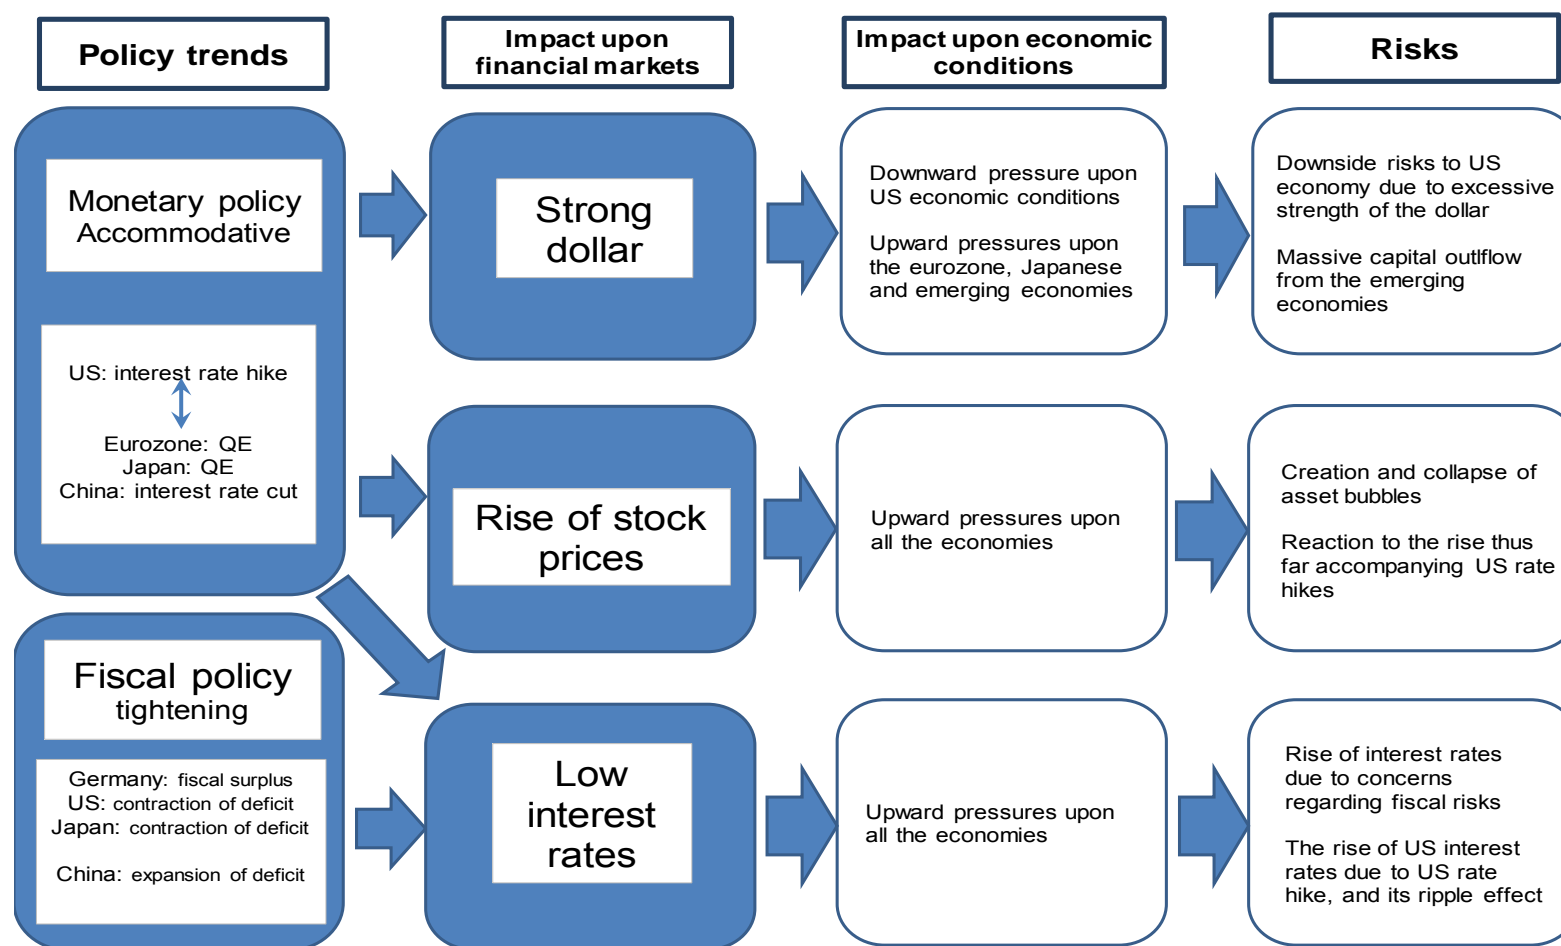 Policy trends
Impact upon
financial markets
Impact upon economic
conditions
Risks
Monetary policy
Accommodative
US: interest rate hike
Eurozone: QE
Japan: QE
China: interest rate cut
Strong
dollar
Downward pressure upon
US economic conditions
Upward pressures upon
the eurozone, Japanese
and emerging economies
Downside risks to US
economy due to excessive
strength of the dollar
Massive capital outlflow
from the emerging
economies
Rise of stock
prices
Upward pressures upon
all the economies
Creation and collapse of
asset bubbles
Reaction to the rise thus
far accompanying US rate
hikes
Fiscal policy
tightening
Germany: fiscal surplus
US: contraction of deficit
Japan: contraction of deficit
China: expansion of deficit
Low
interest
rates
Upward pressures upon
all the economies
Rise of interest rates
due to concerns
regarding fiscal risks
The rise of US interest
rates due to US rate
hike, and its ripple effect